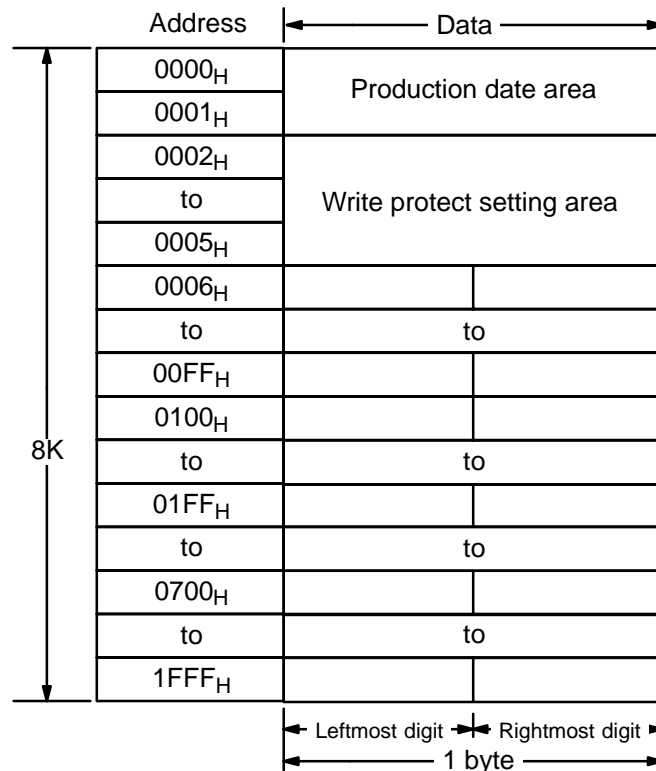 Address Data
0000H
Production date area
0001H
0002H
to
Write protect setting area
0005H
0006H
to to
00FFH
0100H
8K
to to
01FFH
to to
0700H
to to
1FFFH
Leftmost digit Rightmost digit
1 byte